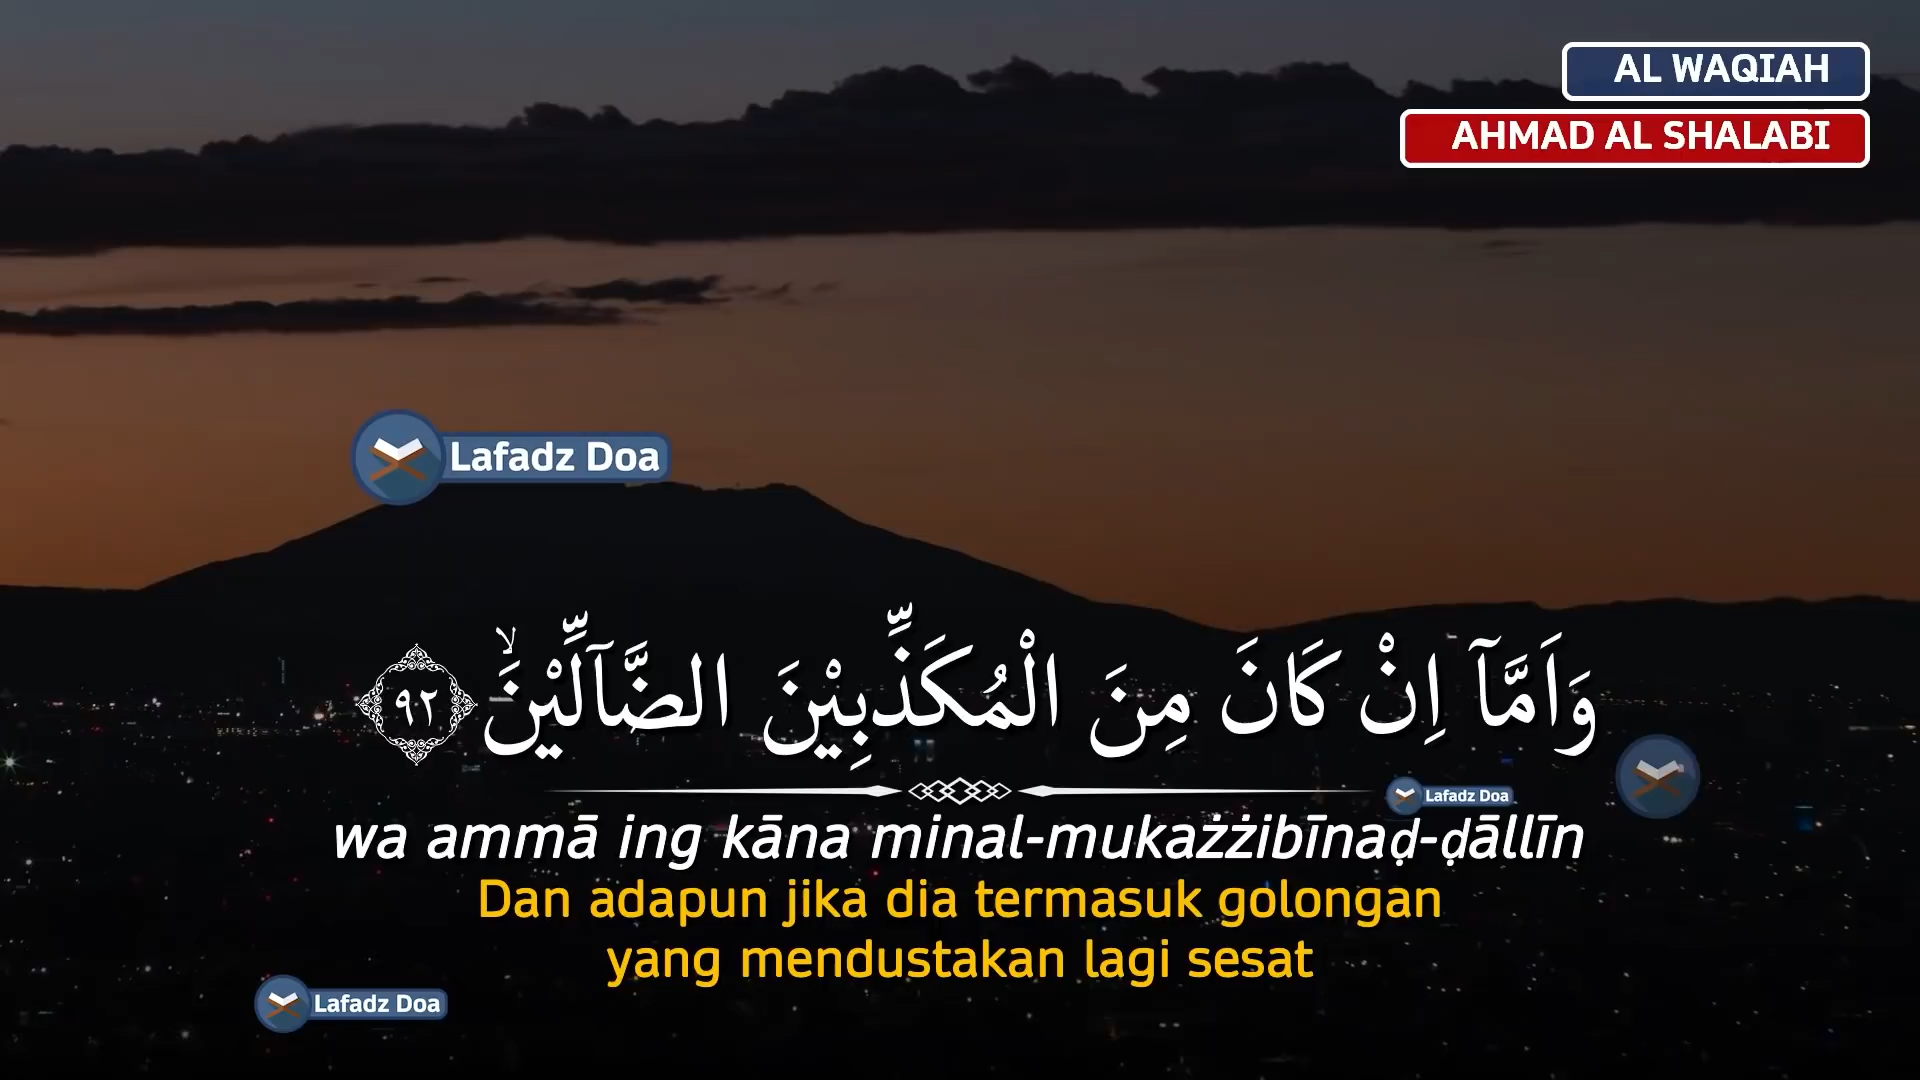 AL WAQIAH
AHMAD AL SHALABI
Lafadz Doa
وَاَمَّآ اِنْ كَانَ مِنَ الْمُكَذِّبِيْنَ الضَّآلِّيْنَۙ ٩٢
Lafadz Doa
wa ammā ing kāna minal-mukażżibīnaḍ-ḍāllīn
Dan adapun jika dia termasuk golongan
yang mendustakan lagi sesat
Lafadz Doa